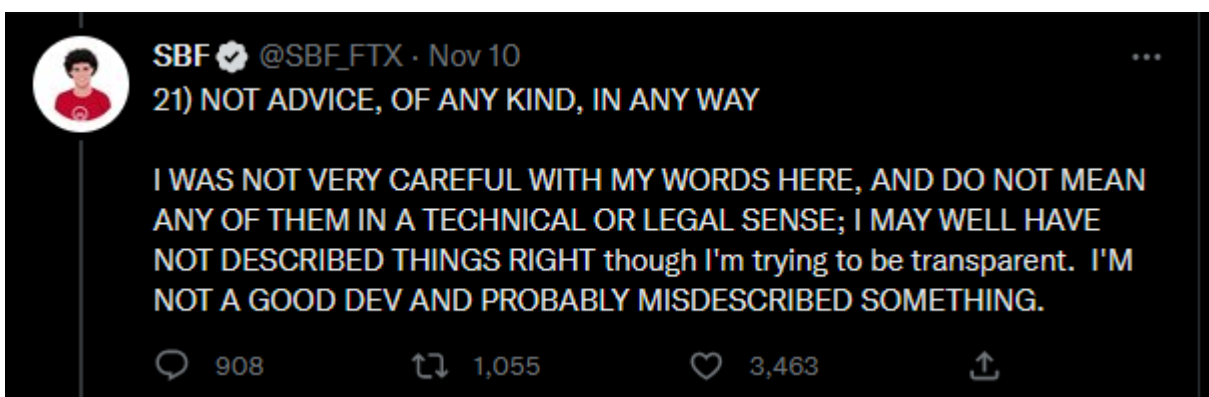 SBF @SBF_FTX · Nov 10
21) NOT ADVICE, OF ANY KIND, IN ANY WAY
I WAS NOT VERY CAREFUL WITH MY WORDS HERE, AND DO NOT MEAN
ANY OF THEM IN A TECHNICAL OR LEGAL SENSE; I MAY WELL HAVE
NOT DESCRIBED THINGS RIGHT though I'm trying to be transparent.  I'M
NOT A GOOD DEV AND PROBABLY MISDESCRIBED SOMETHING.
908 1,055 3,463